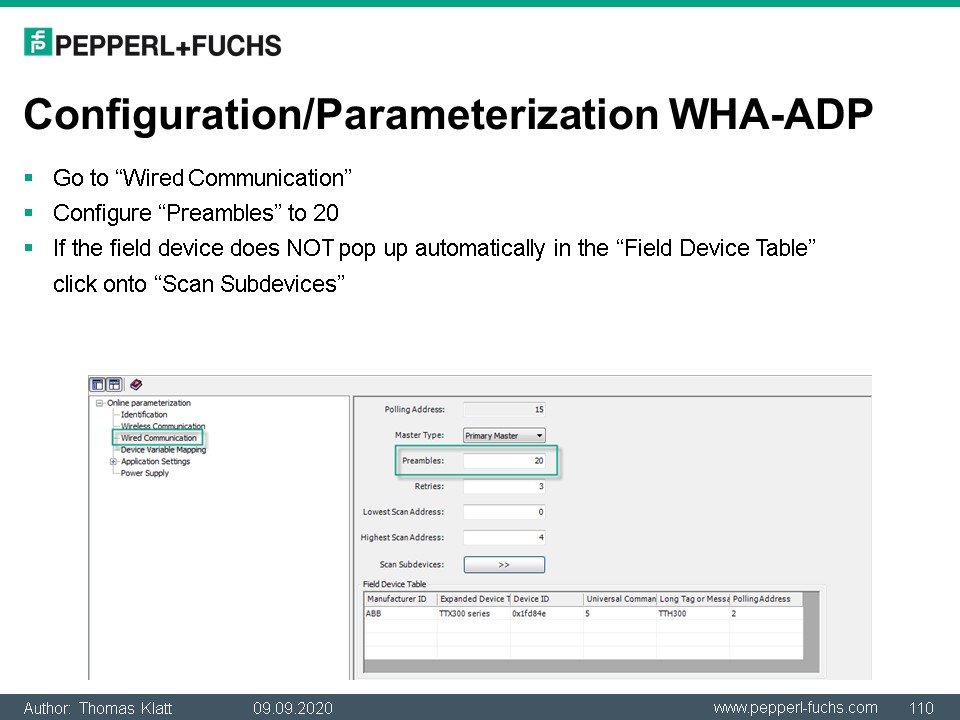 PEPPERL+FUCHS
Configuration/Parameterization WHA-ADP
Go to “Wired Communication”
Configure “Preambles” to 20
If the field device does NOT pop up automatically in the “Field Device Table”
click onto “Scan Subdevices”
Online parameterization
Identification
Wireless Communication
Wired Communication
Device Variable Mapping
Application Settings
Power Supply
Polling Address: 15
Master Type: Primary Master
Preambles: 20
Retries: 3
Lowest Scan Address: 0
Highest Scan Address: 4
Scan Subdevices: >>
Field Device Table
Manufacturer ID Expanded Device T Device ID Universal Comman Long Tag or Messa Polling Address
ABB TTX300 series 0x1fd84e 5 TTH300 2
Author: Thomas Klatt 09.09.2020 www.pepperl-fuchs.com 110